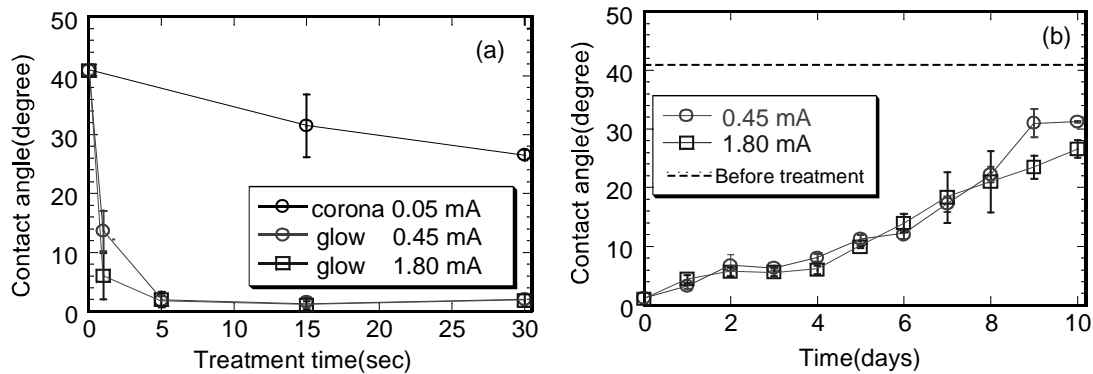 50
40
30
20
10
0
Contact angle(degree)
(a)
corona 0.05 mA
glow 0.45 mA
glow 1.80 mA
0 5 10 15 20 25 30
Treatment time(sec)
50
40
30
20
10
0
Contact angle(degree)
(b)
0.45 mA
1.80 mA
Before treatment
0 2 4 6 8 10
Time(days)